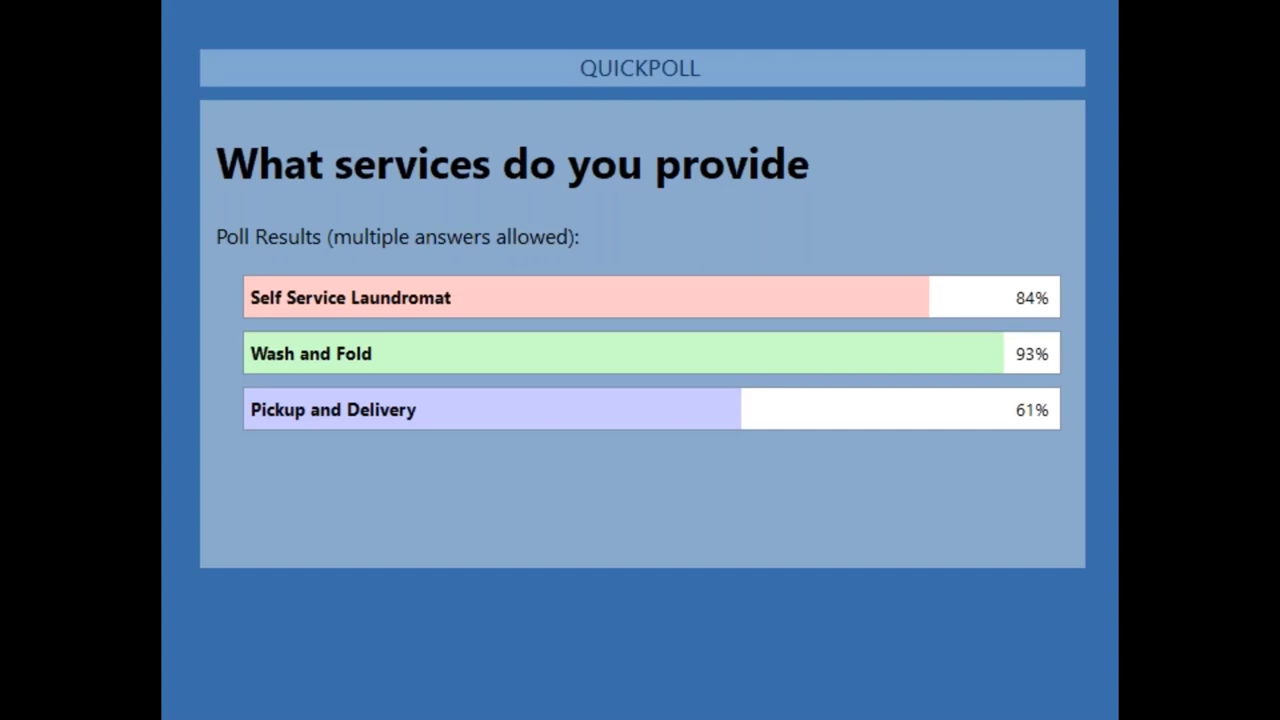 QUICKPOLL
What services do you provide
Poll Results (multiple answers allowed):
Self Service Laundromat 84%
Wash and Fold 93%
Pickup and Delivery 61%